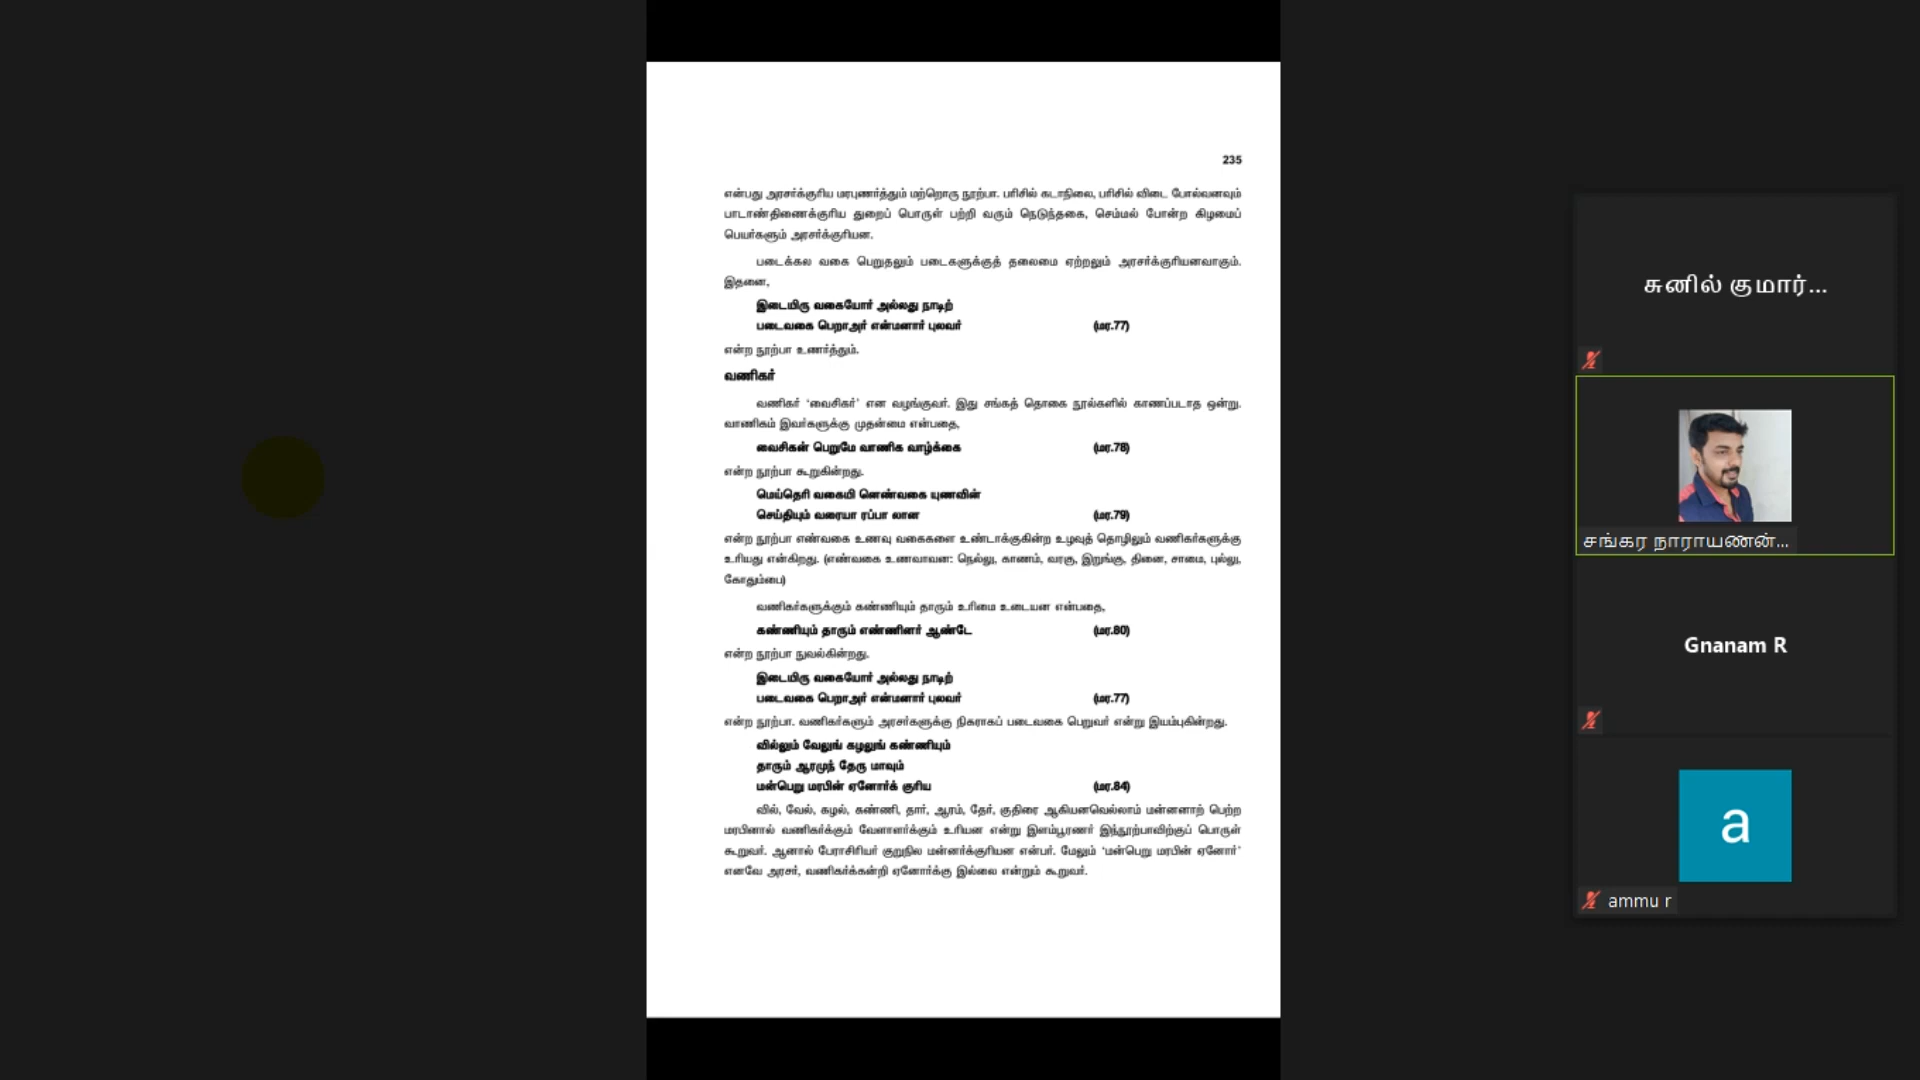 235
என்பது அரசர்க்குரிய மரபுணர்த்தும் மற்றொரு நூற்பா. பரிசில் கடாநிலை, பரிசில் விடை போல்வனவும்
பாடாண்திணைக்குரிய துறைப் பொருள் பற்றி வரும் நெடுந்தகை, செம்மல் போன்ற கிழமைப்
பெயர்களும் அரசர்க்குரியன.
படைக்கல வகை பெறுதலும் படைகளுக்குத் தலைமை ஏற்றலும் அரசர்க்குரியனவாகும்.
இதனை,
இடையிரு வகையோர் அல்லது நாடிற்
படைவகை பெறாஅர் என்மனார் புலவர் (மர.77)
என்ற நூற்பா உணர்த்தும்.
வணிகர்
வணிகர் ‘வைசிகர்’ என வழங்குவர். இது சங்கத் தொகை நூல்களில் காணப்படாத ஒன்று.
வாணிகம் இவர்களுக்கு முதன்மை என்பதை,
வைசிகன் பெறுமே வாணிக வாழ்க்கை (மர.78)
என்ற நூற்பா கூறுகின்றது.
மெய்தெரி வகையி னெண்வகை யுணவின்
செய்தியும் வரையா ரப்பா லான (மர.79)
என்ற நூற்பா எண்வகை உணவு வகைகளை உண்டாக்குகின்ற உழவுத் தொழிலும் வணிகர்களுக்கு
உரியது என்கிறது. (எண்வகை உணவாவன: நெல்லு, காணம், வரகு, இறுங்கு, தினை, சாமை, புல்லு,
கோதும்பை)
வணிகர்களுக்கும் கண்ணியும் தாரும் உரிமை உடையன என்பதை,
கண்ணியும் தாரும் எண்ணினர் ஆண்டே (மர.80)
என்ற நூற்பா நுவல்கின்றது.
இடையிரு வகையோர் அல்லது நாடிற்
படைவகை பெறாஅர் என்மனார் புலவர் (மர.77)
என்ற நூற்பா. வணிகர்களும் அரசர்களுக்கு நிகராகப் படைவகை பெறுவர் என்று இயம்புகின்றது.
வில்லும் வேலுங் கழலுங் கண்ணியும்
தாரும் ஆரமுந் தேரு மாவும்
மன்பெறு மரபின் ஏனோர்க் குரிய (மர.84)
வில், வேல், கழல், கண்ணி, தார், ஆரம், தேர், குதிரை ஆகியனவெல்லாம் மன்னனாற் பெற்ற
மரபினால் வணிகர்க்கும் வேளாளர்க்கும் உரியன என்று இளம்பூரணர் இந்நூற்பாவிற்குப் பொருள்
கூறுவர். ஆனால் பேராசிரியர் குறுநில மன்னர்க்குரியன என்பர். மேலும் ‘மன்பெறு மரபின் ஏனோர்’
எனவே அரசர், வணிகர்க்கன்றி ஏனோர்க்கு இல்லை என்றும் கூறுவர்.
சுனில் குமார்...
சங்கர நாராயணன்...
Gnanam R
a
ammu r